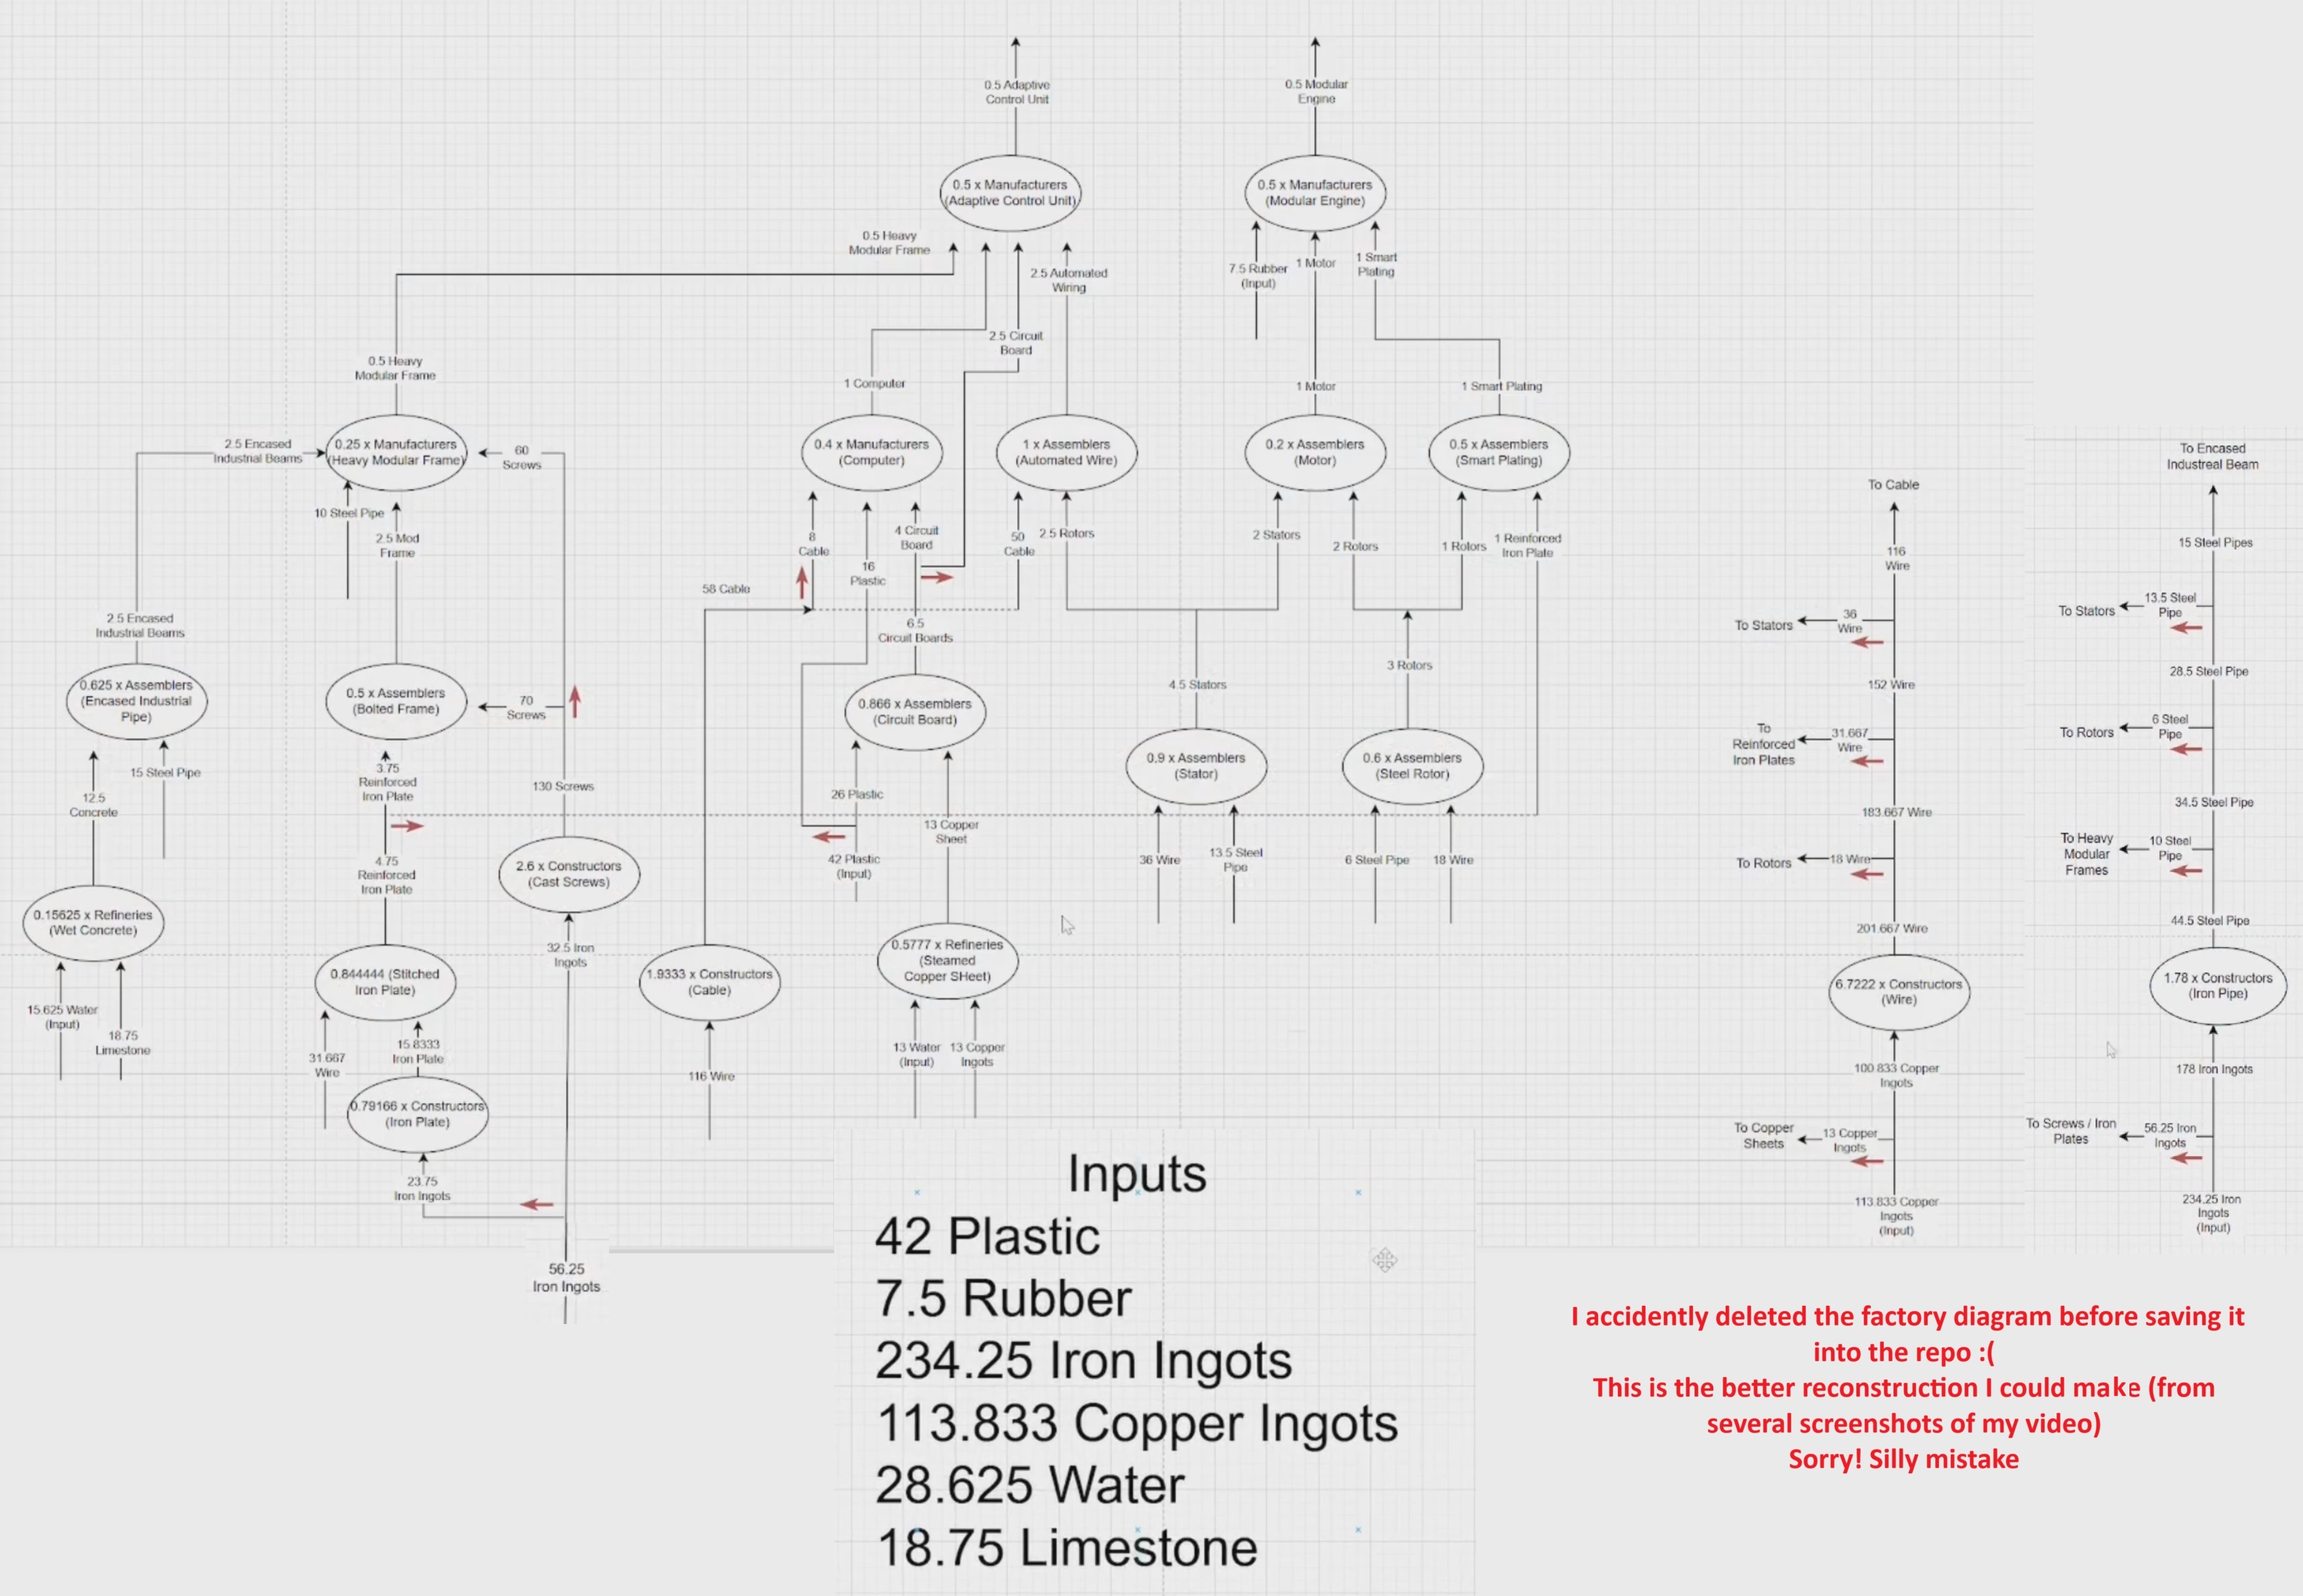 0.5 Adaptive
Control Unit
0.5 Modular
Engine
0.5 x Manufacturers
(Adaptive Control Unit)
0.5 x Manufacturers
(Modular Engine)
0.5 Heavy
Modular Frame
2.5 Automated
Wiring
7.5 Rubber
(Input)
1 Motor
1 Smart
Plating
2.5 Circuit
Board
0.5 Heavy
Modular Frame
1 Computer
1 Motor
1 Smart Plating
2.5 Encased
Industrial Beams
0.25 x Manufacturers
(Heavy Modular Frame)
60
Screws
0.4 x Manufacturers
(Computer)
1 x Assemblers
(Automated Wire)
0.2 x Assemblers
(Motor)
0.5 x Assemblers
(Smart Plating)
10 Steel Pipe
2.5 Mod
Frame
8
Cable
16
Plastic
4 Circuit
Board
50
Cable
2.5 Rotors
2 Stators
2 Rotors
1 Rotors
1 Reinforced
Iron Plate
58 Cable
2.5 Encased
Industrial Beams
6.5
Circuit Boards
3 Rotors
4.5 Stators
0.625 x Assemblers
(Encased Industrial
Pipe)
0.5 x Assemblers
(Bolted Frame)
70
Screws
0.866 x Assemblers
(Circuit Board)
0.9 x Assemblers
(Stator)
0.6 x Assemblers
(Steel Rotor)
12.5
Concrete
15 Steel Pipe
3.75
Reinforced
Iron Plate
130 Screws
26 Plastic
13 Copper
Sheet
42 Plastic
(Input)
36 Wire
13.5 Steel
Pipe
6 Steel Pipe
18 Wire
4.75
Reinforced
Iron Plate
2.6 x Constructors
(Cast Screws)
0.15625 x Refineries
(Wet Concrete)
32.5 Iron
Ingots
0.844444 (Stitched
Iron Plate)
1.9333 x Constructors
(Cable)
0.5777 x Refineries
(Steamed
Copper SHeet)
15.625 Water
(Input)
18.75
Limestone
31.667
Wire
15.8333
Iron Plate
116 Wire
13 Water
(Input)
13 Copper
Ingots
0.79166 x Constructors
(Iron Plate)
23.75
Iron Ingots
56.25
Iron Ingots
To Cable
116
Wire
To Stators
36
Wire
152 Wire
To
Reinforced
Iron Plates
31.667
Wire
183.667 Wire
To Rotors
18 Wire
201.667 Wire
6.7222 x Constructors
(Wire)
100.833 Copper
Ingots
To Copper
Sheets
13 Copper
Ingots
113.833 Copper
Ingots
(Input)
To Encased
Industreal Beam
15 Steel Pipes
To Stators
13.5 Steel
Pipe
28.5 Steel Pipe
To Rotors
6 Steel
Pipe
34.5 Steel Pipe
To Heavy
Modular
Frames
10 Steel
Pipe
44.5 Steel Pipe
1.78 x Constructors
(Iron Pipe)
178 Iron Ingots
To Screws / Iron
Plates
56.25 Iron
Ingots
234.25 Iron
Ingots
(Input)
Inputs
42 Plastic
7.5 Rubber
234.25 Iron Ingots
113.833 Copper Ingots
28.625 Water
18.75 Limestone
I accidently deleted the factory diagram before saving it
into the repo :(
This is the better reconstruction I could make (from
several screenshots of my video)
Sorry! Silly mistake